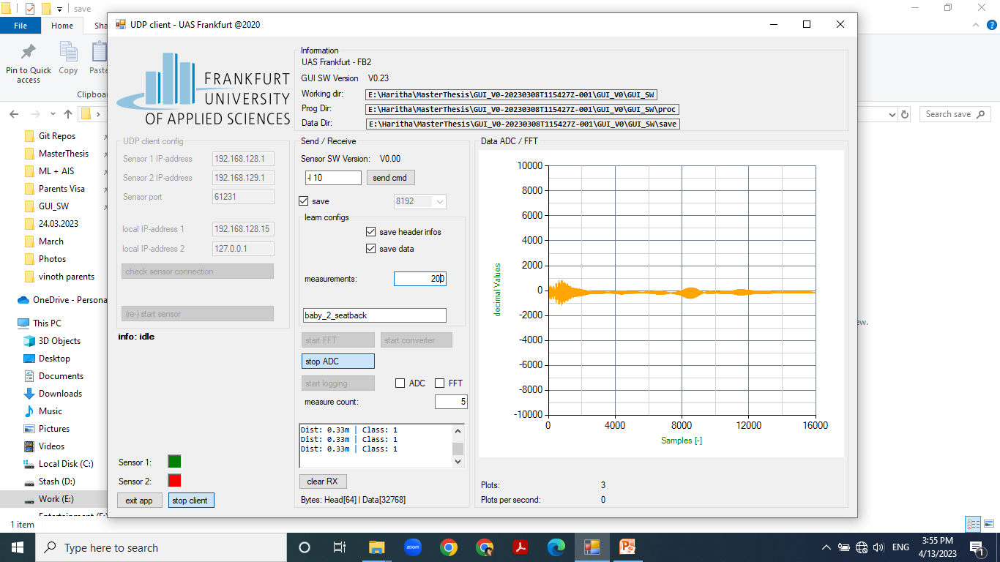 save
UDP client - UAS Frankfurt @2020
File
Home
Sha
Pin to Quick
access
Copy
Paste
Clipboa
Search save
Git Repos
MasterThesis
ML + AIS
Parents Visa
GUI_SW
24.03.2023
March
Photos
vinoth parents
OneDrive - Persona
This PC
3D Objects
Desktop
Documents
Downloads
Music
Pictures
Videos
Local Disk (C:)
Stash (D:)
Work (E:)
1 item
FRANKFURT
UNIVERSITY
OF APPLIED SCIENCES
Information
UAS Frankfurt - FB2
GUI SW Version V0.23
Working dir: E:\Haritha\MasterThesis\GUI_V0-20230308T115427Z-001\GUI_V0\GUI_SW
Prog Dir: E:\Haritha\MasterThesis\GUI_V0-20230308T115427Z-001\GUI_V0\GUI_SW\proc
Data Dir: E:\Haritha\MasterThesis\GUI_V0-20230308T115427Z-001\GUI_V0\GUI_SW\save
UDP client config
Sensor 1 IP-address 192.168.128.1
Sensor 2 IP-address 192.168.129.1
Sensor port 61231
local IP-address 1 192.168.128.15
local IP-address 2 127.0.0.1
check sensor connection
(re-) start sensor
info: idle
Sensor 1:
Sensor 2:
exit app stop client
Send / Receive
Sensor SW Version: V0.00
10 send cmd
save 8192
learn configs
save header infos
save data
measurements: 200
baby_2_seatback
start FFT start converter
stop ADC
start logging ADC FFT
measure count: 5
Dist: 0.33m | Class: 1
Dist: 0.33m | Class: 1
Dist: 0.33m | Class: 1
clear RX
Bytes: Head[64] | Data[32768]
Data ADC / FFT
10000
8000
6000
4000
2000
0
-2000
-4000
-6000
-8000
-10000
decimal Values
0 4000 8000 12000 16000
Samples [-]
Plots: 3
Plots per second: 0
ew.
Type here to search
zoom
ENG
3:55 PM
4/13/2023
1